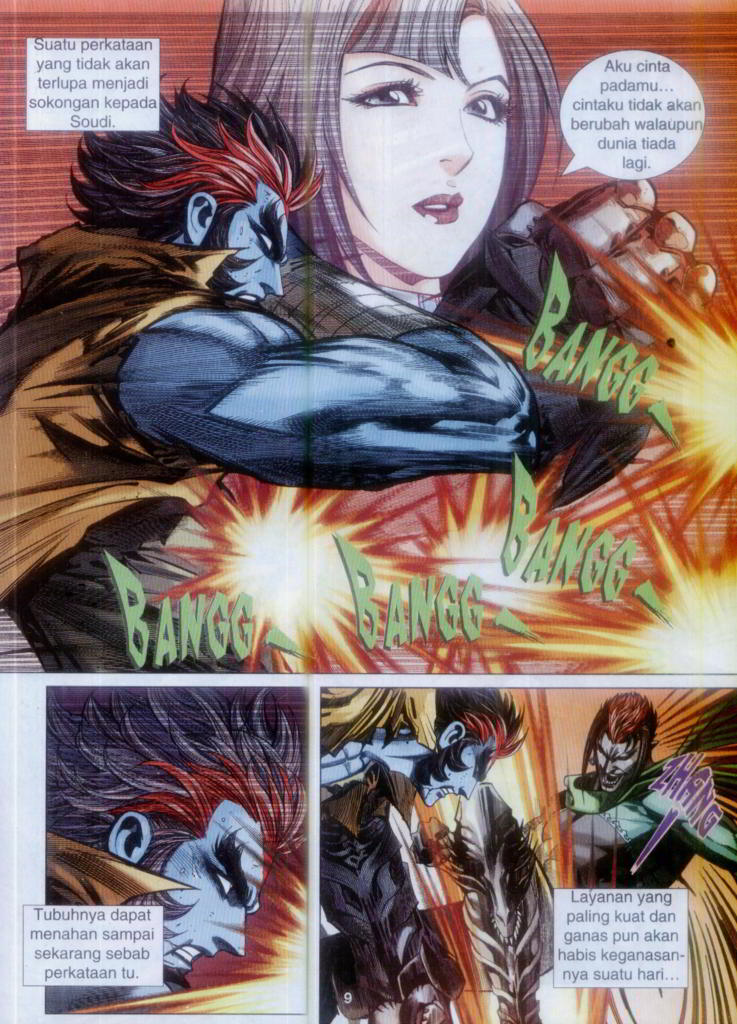 Suatu perkataan
yang tidak akan
terlupa menjadi
sokongan kepada
Soudi.
Aku cinta
padamu...
cintaku tidak akan
berubah walaupun
dunia tiada
lagi.
BANGG
BANGG
BANGG
BANGG
Tubuhnya dapat
menahan sampai
sekarang sebab
perkataan tu.
Layanan yang
paling kuat dan
ganas pun akan
habis keganasan-
nya suatu hari...
9